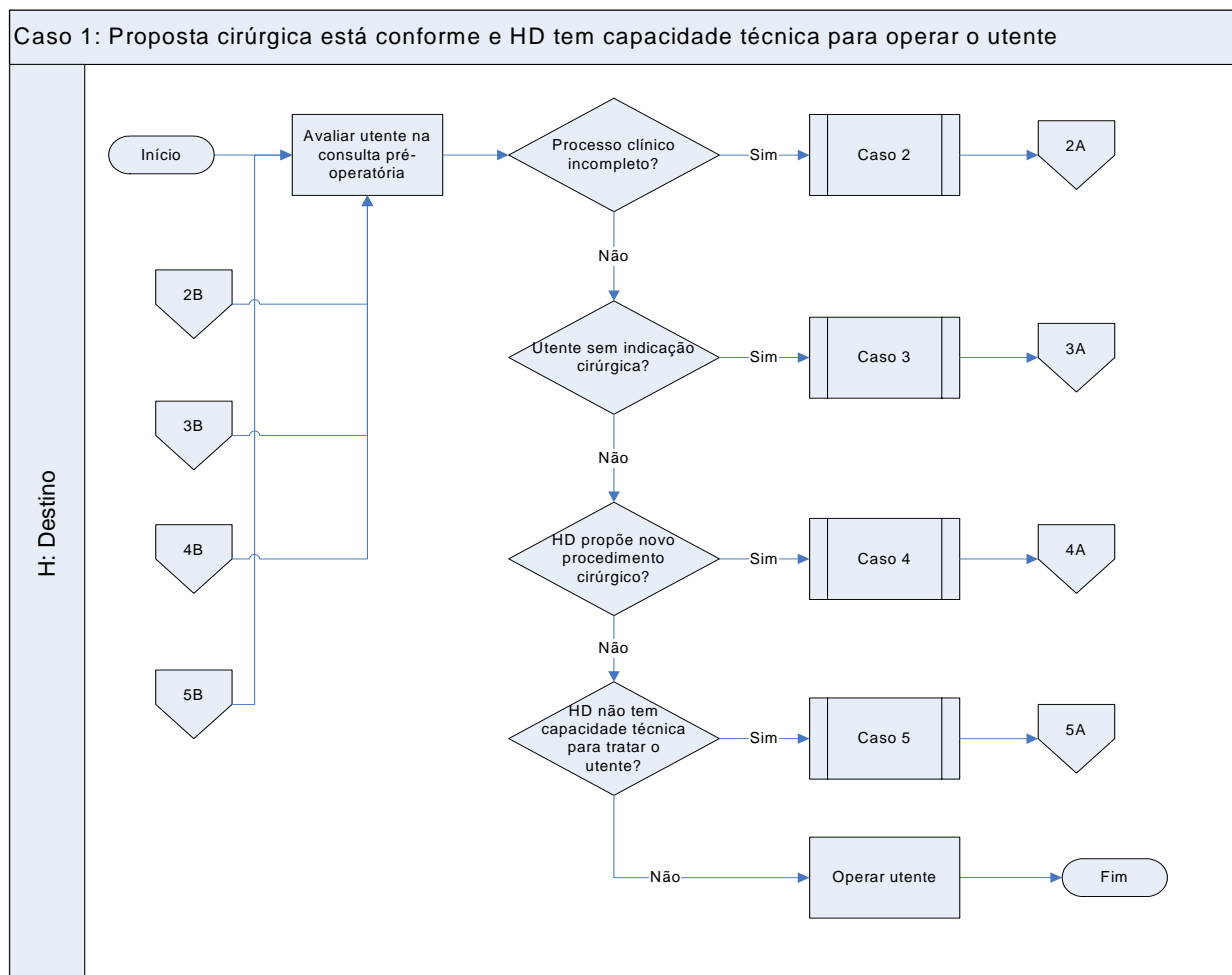 Caso 1: Proposta cirúrgica está conforme e HD tem capacidade técnica para operar o utente
H: Destino
Início
Avaliar utente na
consulta pré-
operatória
Processo clínico
incompleto?
Sim
Caso 2
2A
Não
2B
Utente sem indicação
cirúrgica?
Sim
Caso 3
3A
3B
Não
HD propõe novo
procedimento
cirúrgico?
Sim
Caso 4
4A
4B
Não
5B
HD não tem
capacidade técnica
para tratar o
utente?
Sim
Caso 5
5A
Não
Operar utente
Fim